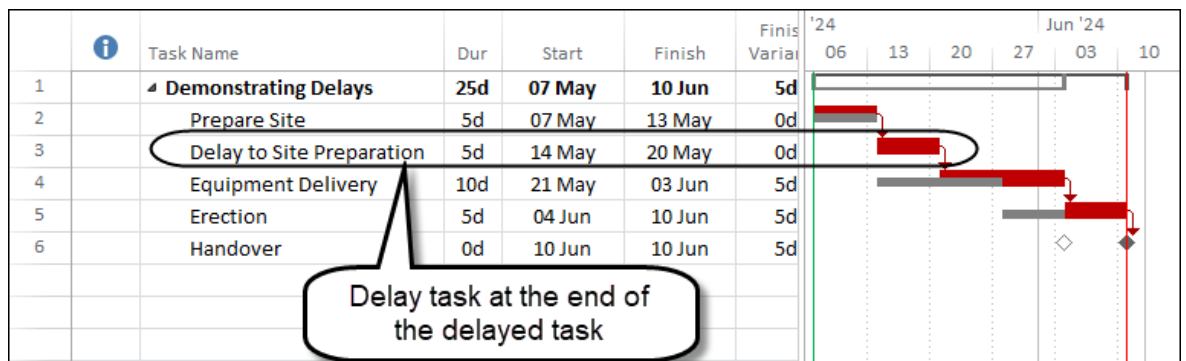 Finis '24 Jun '24
i Task Name Dur Start Finish Varia 06 13 20 27 03 10
1 Demonstrating Delays 25d 07 May 10 Jun 5d
2 Prepare Site 5d 07 May 13 May 0d
3 Delay to Site Preparation 5d 14 May 20 May 0d
4 Equipment Delivery 10d 21 May 03 Jun 5d
5 Erection 5d 04 Jun 10 Jun 5d
6 Handover 0d 10 Jun 10 Jun 5d
Delay task at the end of
the delayed task